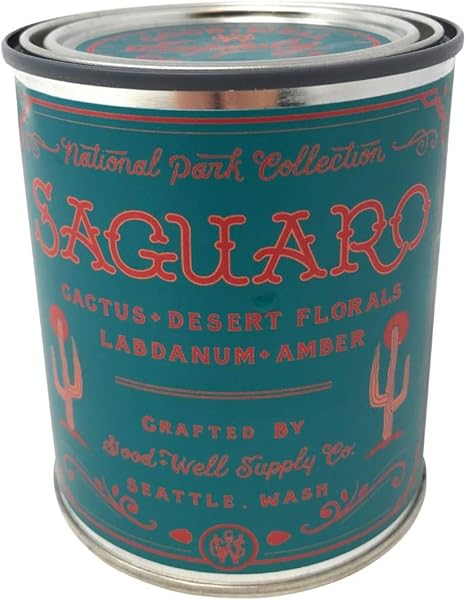 National Park Collection
SAGUARO
CACTUS + DESERT FLORALS
LABDANUM + AMBER
CRAFTED BY
Good & Well Supply Co.
SEATTLE, WASH